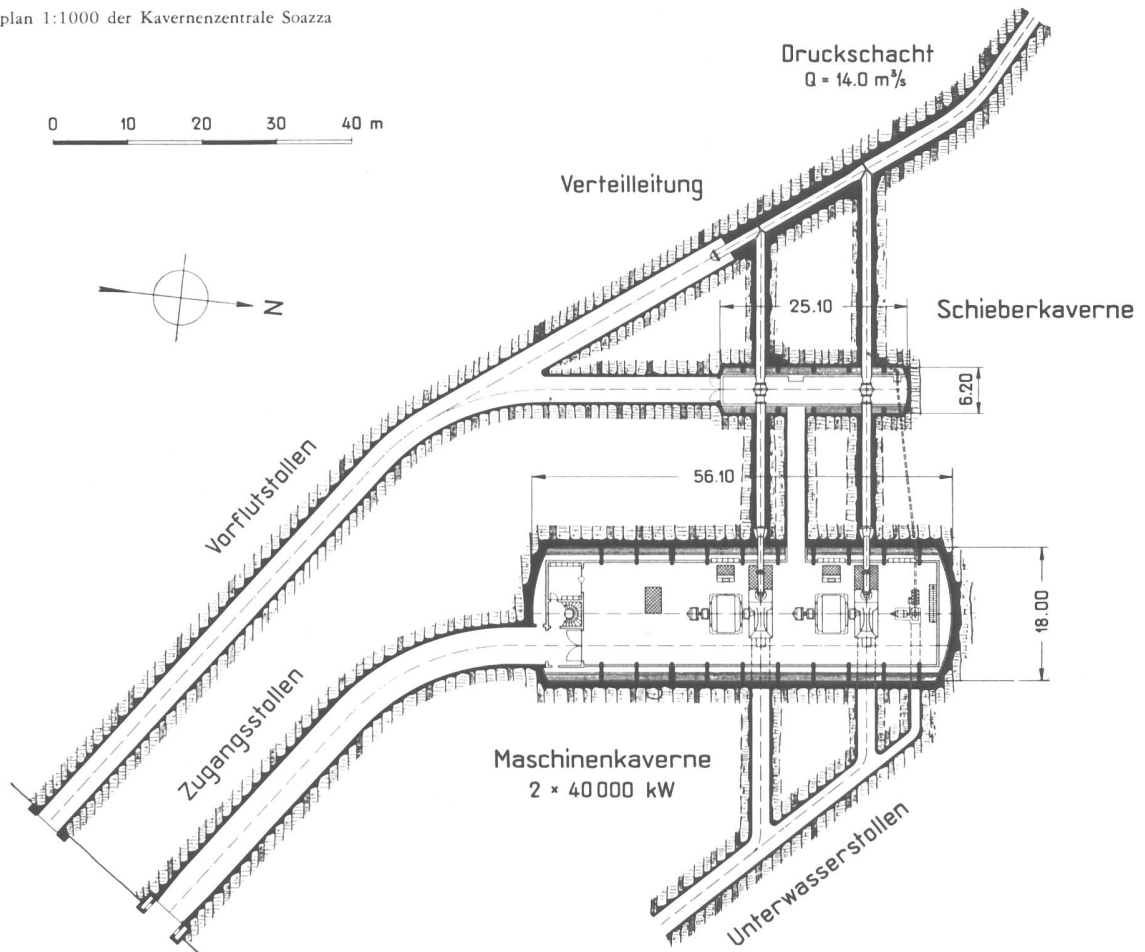 plan 1:1000 der Kavernenzentrale Soazza
Druckschacht
Q = 14.0 m³/s
0 10 20 30 40 m
Verteilleitung
N
25.10
Schieberkaverne
6.20
56.10
Vorflutstollen
18.00
Zugangsstollen
Maschinenkaverne
2 × 40 000 kW
Unterwasserstollen